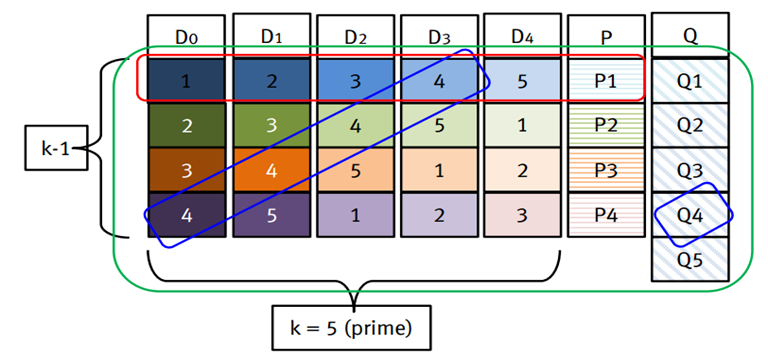 D0 D1 D2 D3 D4 P Q
1 2 3 4 5 P1 Q1
2 3 4 5 1 P2 Q2
k-1
3 4 5 1 2 P3 Q3
4 5 1 2 3 P4 Q4
Q5
k = 5 (prime)